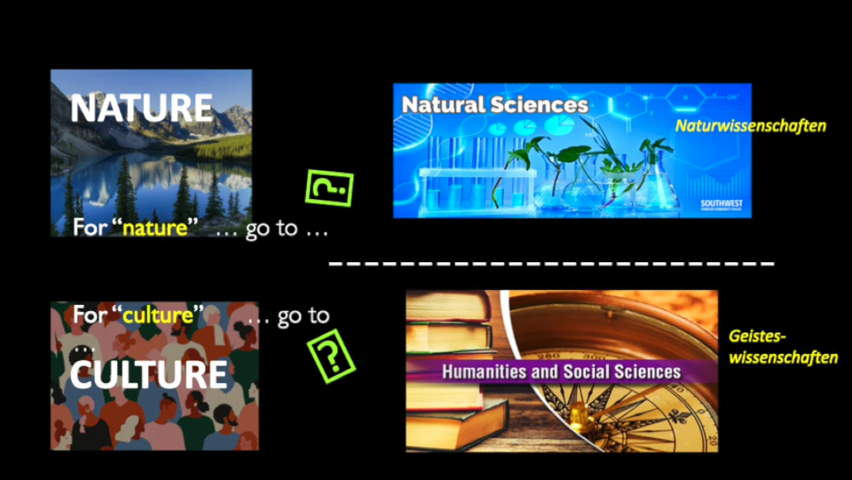 NATURE
For “nature” … go to …
Natural Sciences
Naturwissenschaften
SOUTHWEST
For “culture” … go to
…
CULTURE
Humanities and Social Sciences
Geistes-
wissenschaften
?
?